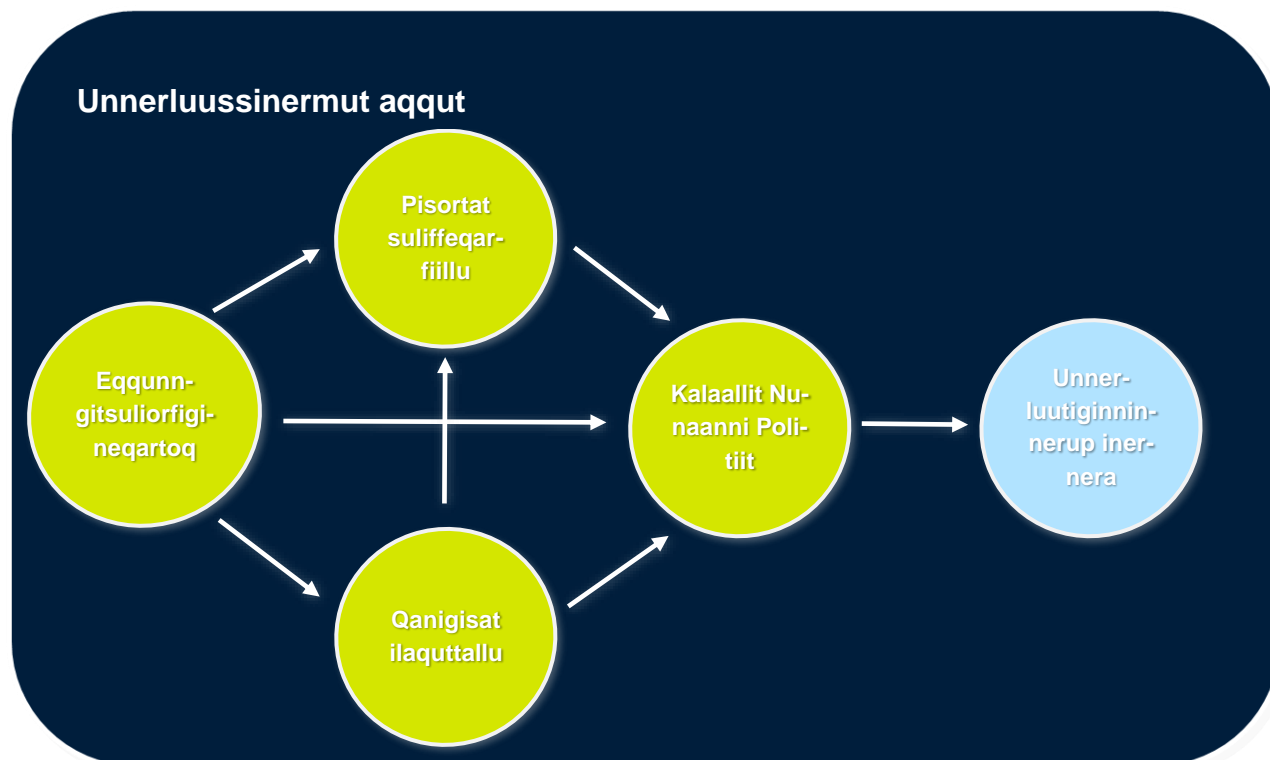 Unnerluussinermut aqqut
Pisortat
suliffeqar-
fiillu
Eqqunn-
gitsuliorfigi-
neqartoq
Kalaallit Nu-
naanni Poli-
tiit
Unner-
luutiginnin-
nerup iner-
nera
Qanigisat
ilaquttallu